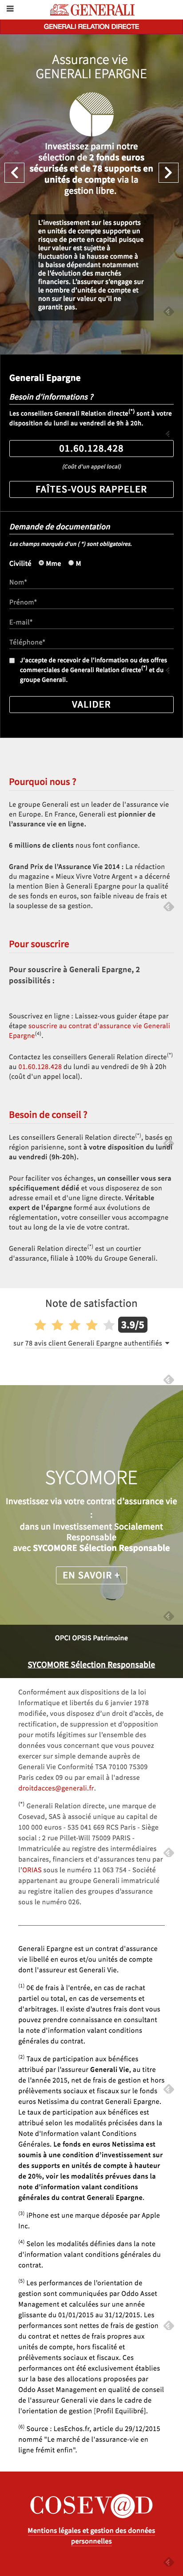 GENERALI
GENERALI RELATION DIRECTE
Assurance vie
GENERALI EPARGNE
Investissez parmi notre
sélection de 2 fonds euros
sécurisés et de 78 supports en
unités de compte via la
gestion libre.
L'investissement sur les supports
en unités de compte supporte un
risque de perte en capital puisque
leur valeur est sujette à
fluctuation à la hausse comme à
la baisse dépendant notamment
de l'évolution des marchés
financiers. L'assureur s'engage sur
le nombre d'unités de compte et
non sur leur valeur qu'il ne
garantit pas.
Generali Epargne
Besoin d'informations ?
Les conseillers Generali Relation directe(*) sont à votre
disposition du lundi au vendredi de 9h à 20h.
01.60.128.428
(Coût d'un appel local)
FAÎTES-VOUS RAPPELER
Demande de documentation
Les champs marqués d'un ( *) sont obligatoires.
Civilité Mme M
Nom*
Prénom*
E-mail*
Téléphone*
J'accepte de recevoir de l'information ou des offres
commerciales de Generali Relation directe(*) et du
groupe Generali.
VALIDER
Pourquoi nous ?
Le groupe Generali est un leader de l'assurance vie
en Europe. En France, Generali est pionnier de
l'assurance vie en ligne.
6 millions de clients nous font confiance.
Grand Prix de l'Assurance Vie 2014 : La rédaction
du magazine « Mieux Vivre Votre Argent » a décerné
la mention Bien à Generali Epargne pour la qualité
de ses fonds en euros, son faible niveau de frais et
la souplesse de sa gestion.
Pour souscrire
Pour souscrire à Generali Epargne, 2
possibilités :
Souscrivez en ligne : Laissez-vous guider étape par
étape souscrire au contrat d'assurance vie Generali
Epargne(4).
Contactez les conseillers Generali Relation directe(*)
au 01.60.128.428 du lundi au vendredi de 9h à 20h
(coût d'un appel local).
Besoin de conseil ?
Les conseillers Generali Relation directe(*), basés en
région parisienne, sont à votre disposition du lundi
au vendredi (9h-20h).
Pour faciliter vos échanges, un conseiller vous sera
spécifiquement dédié et vous disposerez de son
adresse email et d'une ligne directe. Véritable
expert de l'épargne formé aux évolutions de
réglementation, votre conseiller vous accompagne
tout au long de la vie de votre contrat.
Generali Relation directe(*) est un courtier
d'assurance, filiale à 100% du Groupe Generali.
Note de satisfaction
3.9/5
sur 78 avis client Generali Epargne authentifiés
SYCOMORE
Investissez via votre contrat d'assurance vie
:
dans un Investissement Socialement
Responsable
avec SYCOMORE Sélection Responsable
EN SAVOIR +
OPCI OPSIS Patrimoine
SYCOMORE Sélection Responsable
Conformément aux dispositions de la loi
Informatique et libertés du 6 janvier 1978
modifiée, vous disposez d'un droit d'accès, de
rectification, de suppression et d'opposition
pour motifs légitimes sur l'ensemble des
données vous concernant que vous pouvez
exercer sur simple demande auprès de
Generali Vie Conformité TSA 70100 75309
Paris cedex 09 ou par email à l'adresse
droitdacces@generali.fr.
(*) Generali Relation directe, une marque de
Cosevad, SAS à associé unique au capital de
100 000 euros - 535 041 669 RCS Paris - Siège
social : 2 rue Pillet-Will 75009 PARIS -
Immatriculée au registre des intermédiaires
bancaires, financiers et d'assurances tenu par
l'ORIAS sous le numéro 11 063 754 - Société
appartenant au groupe Generali immatriculé
au registre italien des groupes d'assurance
sous le numéro 026.
Generali Epargne est un contrat d'assurance
vie libellé en euros et/ou unités de compte
dont l'assureur est Generali Vie.
(1) 0€ de frais à l'entrée, en cas de rachat
partiel ou total, en cas de versements et
d'arbitrages. Il existe d'autres frais dont vous
pouvez prendre connaissance en consultant
la note d'information valant conditions
générales du contrat.
(2) Taux de participation aux bénéfices
attribué par l'assureur Generali Vie, au titre
de l'année 2015, net de frais de gestion et hors
prélèvements sociaux et fiscaux sur le fonds
euros Netissima du contrat Generali Epargne.
Le taux de participation aux bénéfices est
attribué selon les modalités précisées dans la
Note d'Information valant Conditions
Générales. Le fonds en euros Netissima est
soumis à une condition d'investissement sur
des supports en unités de compte à hauteur
de 20%, voir les modalités prévues dans la
note d'information valant conditions
générales du contrat Generali Epargne.
(3) iPhone est une marque déposée par Apple
Inc.
(4) Selon les modalités définies dans la note
d'information valant conditions générales du
contrat.
(5) Les performances de l'orientation de
gestion sont communiquées par Oddo Asset
Management et calculées sur une année
glissante du 01/01/2015 au 31/12/2015. Les
performances sont nettes de frais de gestion
du contrat et nettes de frais propres aux
unités de compte, hors fiscalité et
prélèvements sociaux et fiscaux. Ces
performances ont été exclusivement établies
sur la base des allocations proposées par
Oddo Asset Management en qualité de conseil
de l'assureur Generali vie dans le cadre de
l'orientation de gestion [Profil Equilibré].
(6) Source : LesEchos.fr, article du 29/12/2015
nommé "Le marché de l'assurance-vie en
ligne frémit enfin".
COSEV@D
Mentions légales et gestion des données
personnelles